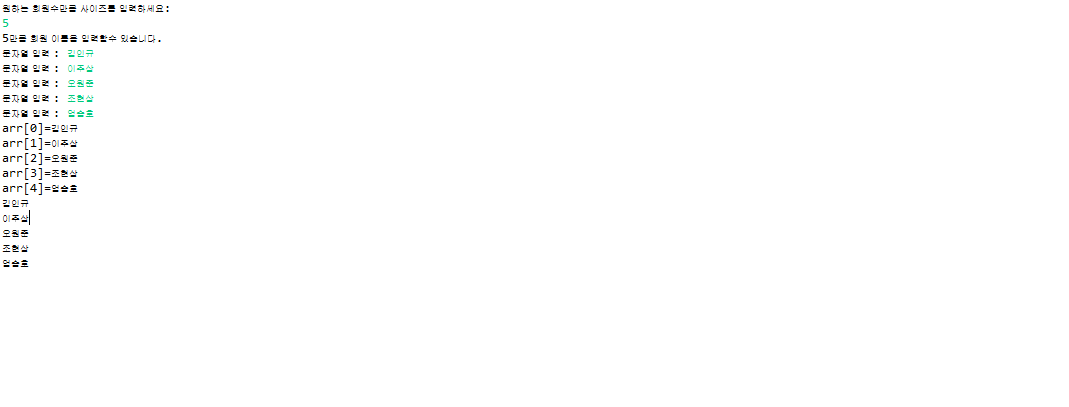 원하는 회원수만큼 사이즈를 입력하세요:
5
5만큼 회원 이름을 입력할수 있습니다.
문자열 입력 : 김인규
문자열 입력 : 이주상
문자열 입력 : 오원준
문자열 입력 : 조현상
문자열 입력 : 엄승호
arr[0]=김인규
arr[1]=이주상
arr[2]=오원준
arr[3]=조현상
arr[4]=엄승호
김인규
이주상
오원준
조현상
엄승호